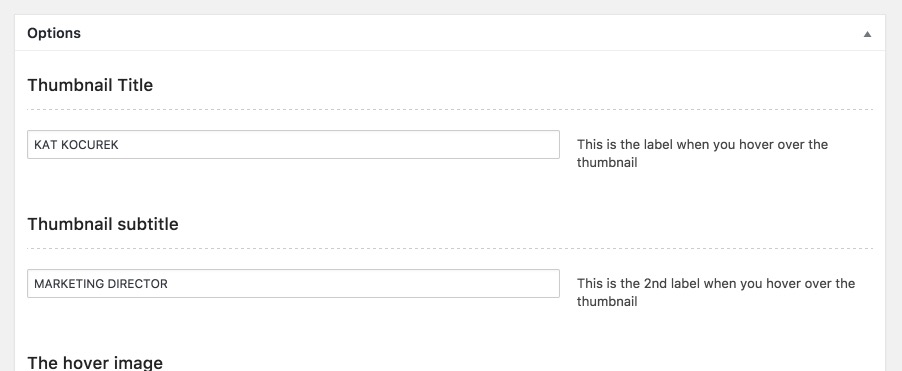 Options
Thumbnail Title
KAT KOCUREK
This is the label when you hover over the
thumbnail
Thumbnail subtitle
MARKETING DIRECTOR
This is the 2nd label when you hover over the
thumbnail
The hover image